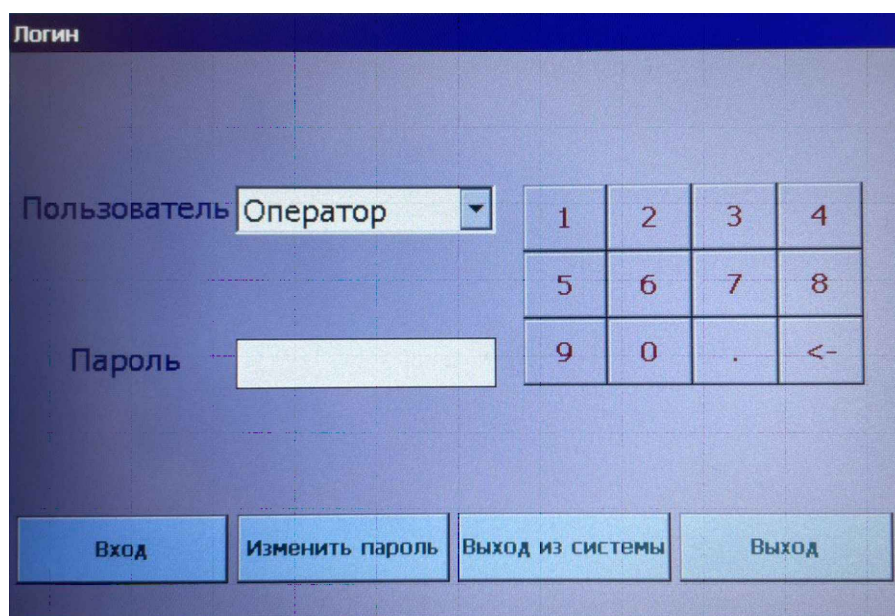 Логин
Пользователь Оператор 1 2 3 4
5 6 7 8
Пароль 9 0 . <-
Вход Изменить пароль Выход из системы Выход